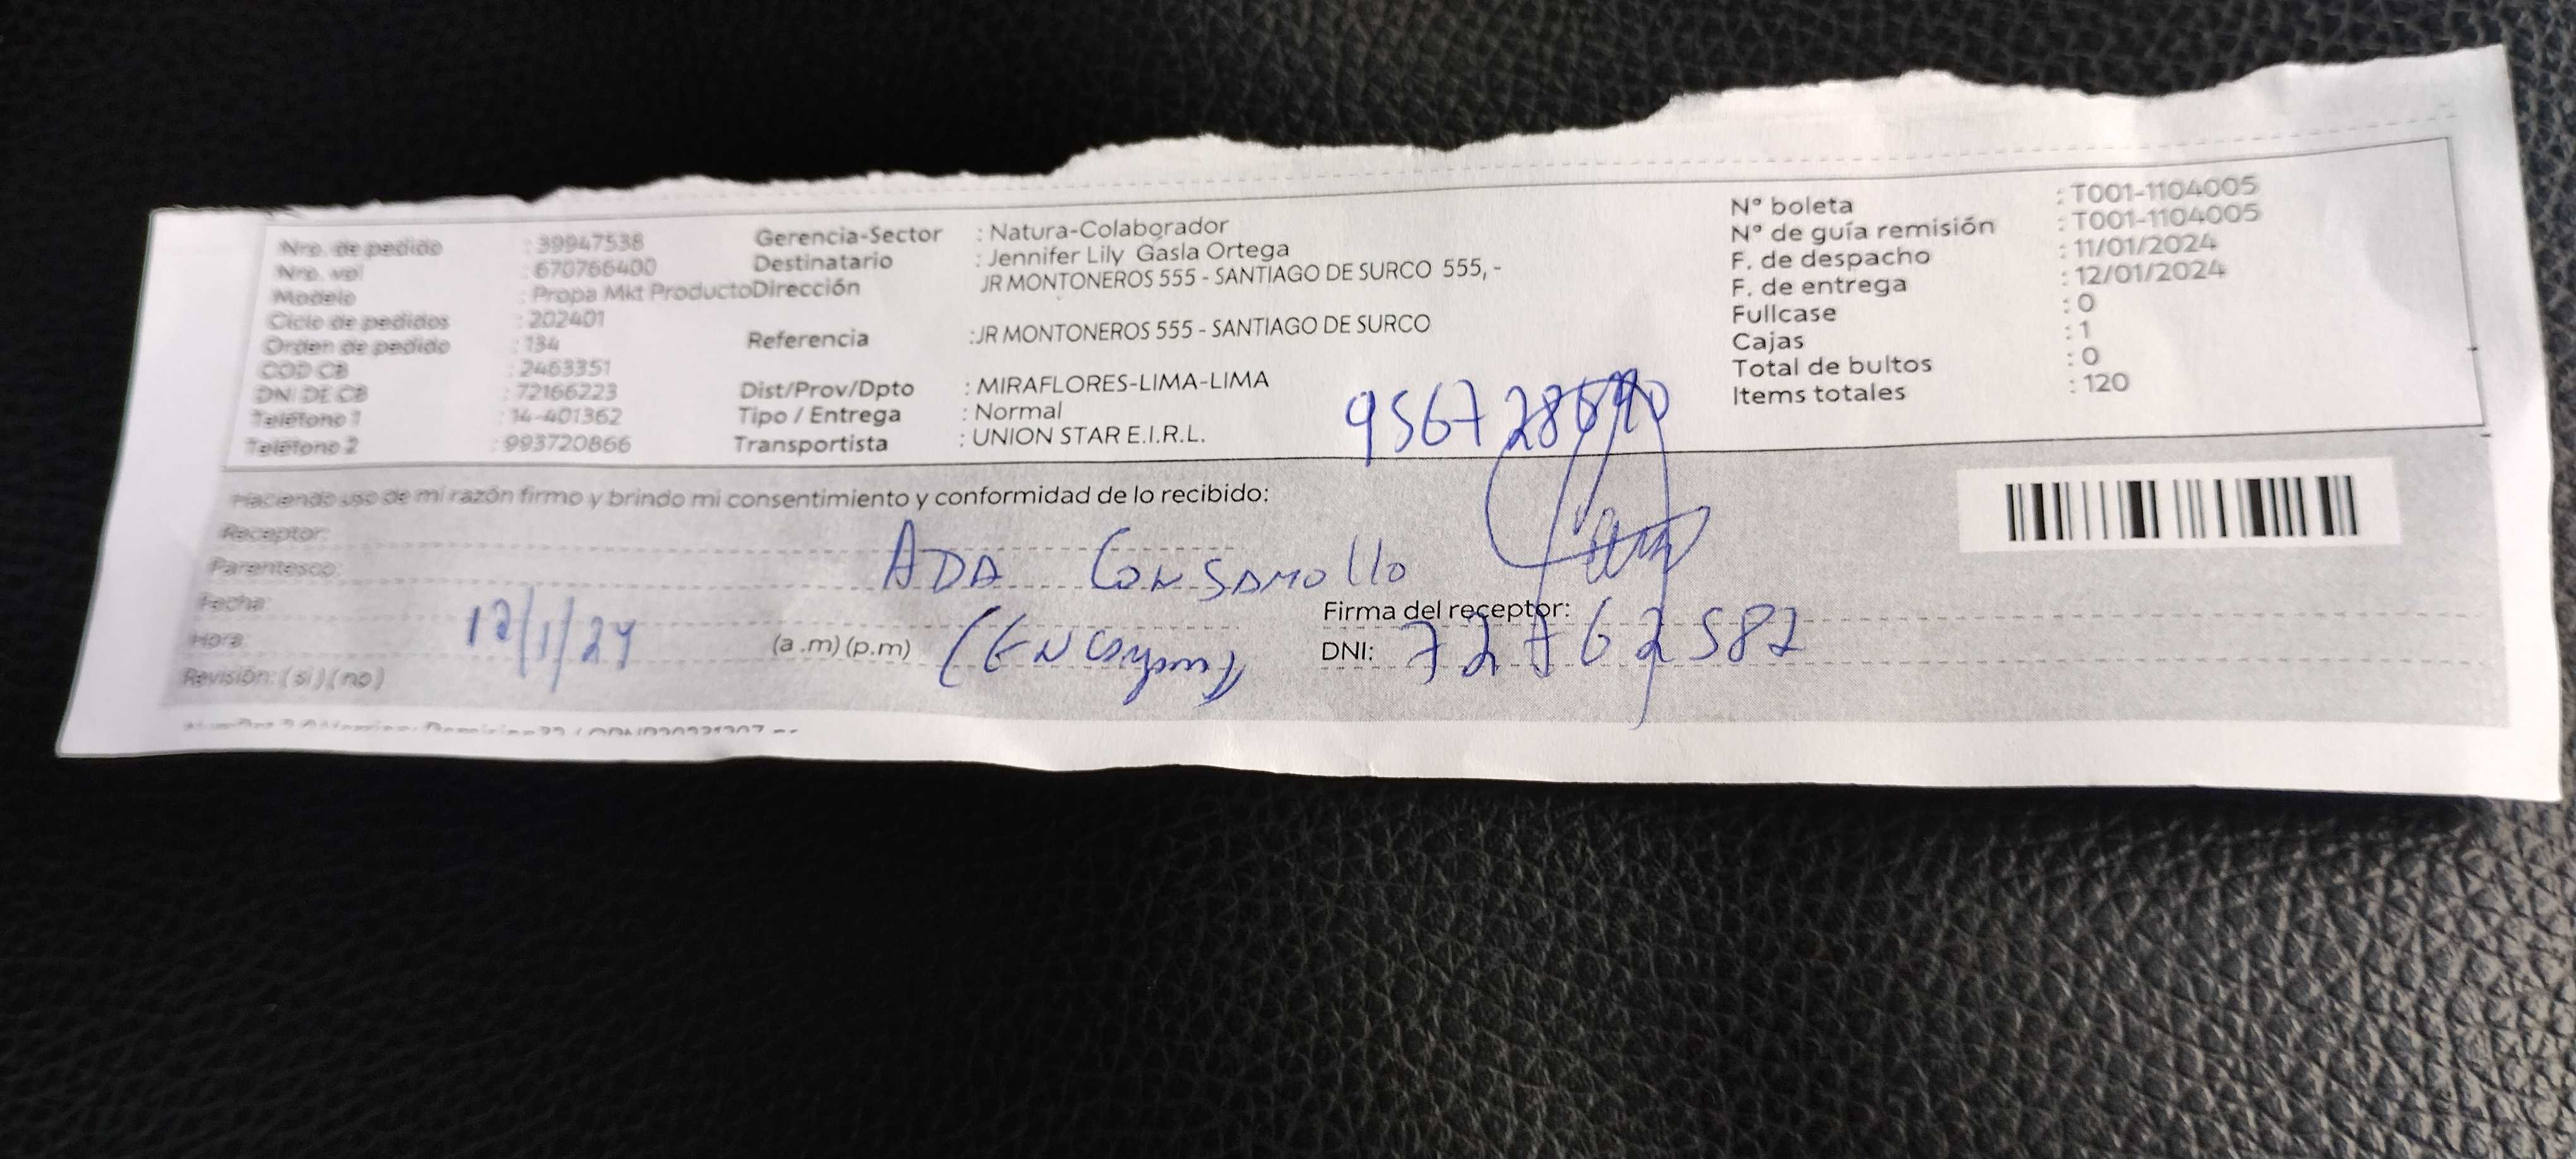 Nro. de pedido : 39947538
Nro. vol : 670766400
Modelo : Propa Mkt Producto
Ciclo de pedidos : 202401
Orden de pedido : 134
COD CB : 2463351
DNI DE CB : 72166223
Teléfono 1 : 14-401362
Teléfono 2 : 993720866
Gerencia-Sector : Natura-Colaborador
Destinatario : Jennifer Lily Gasla Ortega
Dirección JR MONTONEROS 555 - SANTIAGO DE SURCO 555, -
Referencia :JR MONTONEROS 555 - SANTIAGO DE SURCO
Dist/Prov/Dpto : MIRAFLORES-LIMA-LIMA
Tipo / Entrega : Normal
Transportista : UNION STAR E.I.R.L.
N° boleta : T001-1104005
N° de guía remisión : T001-1104005
F. de despacho : 11/01/2024
F. de entrega : 12/01/2024
Fullcase : 0
Cajas : 1
Total de bultos : 0
Items totales : 120
Haciendo uso de mi razón firmo y brindo mi consentimiento y conformidad de lo recibido:
Receptor:
Parentesco: ADA
Fecha: 12/1/24
Firma del receptor:
Hora: (a .m) (p.m)
DNI: 72762582
Revisión: ( si ) ( no )